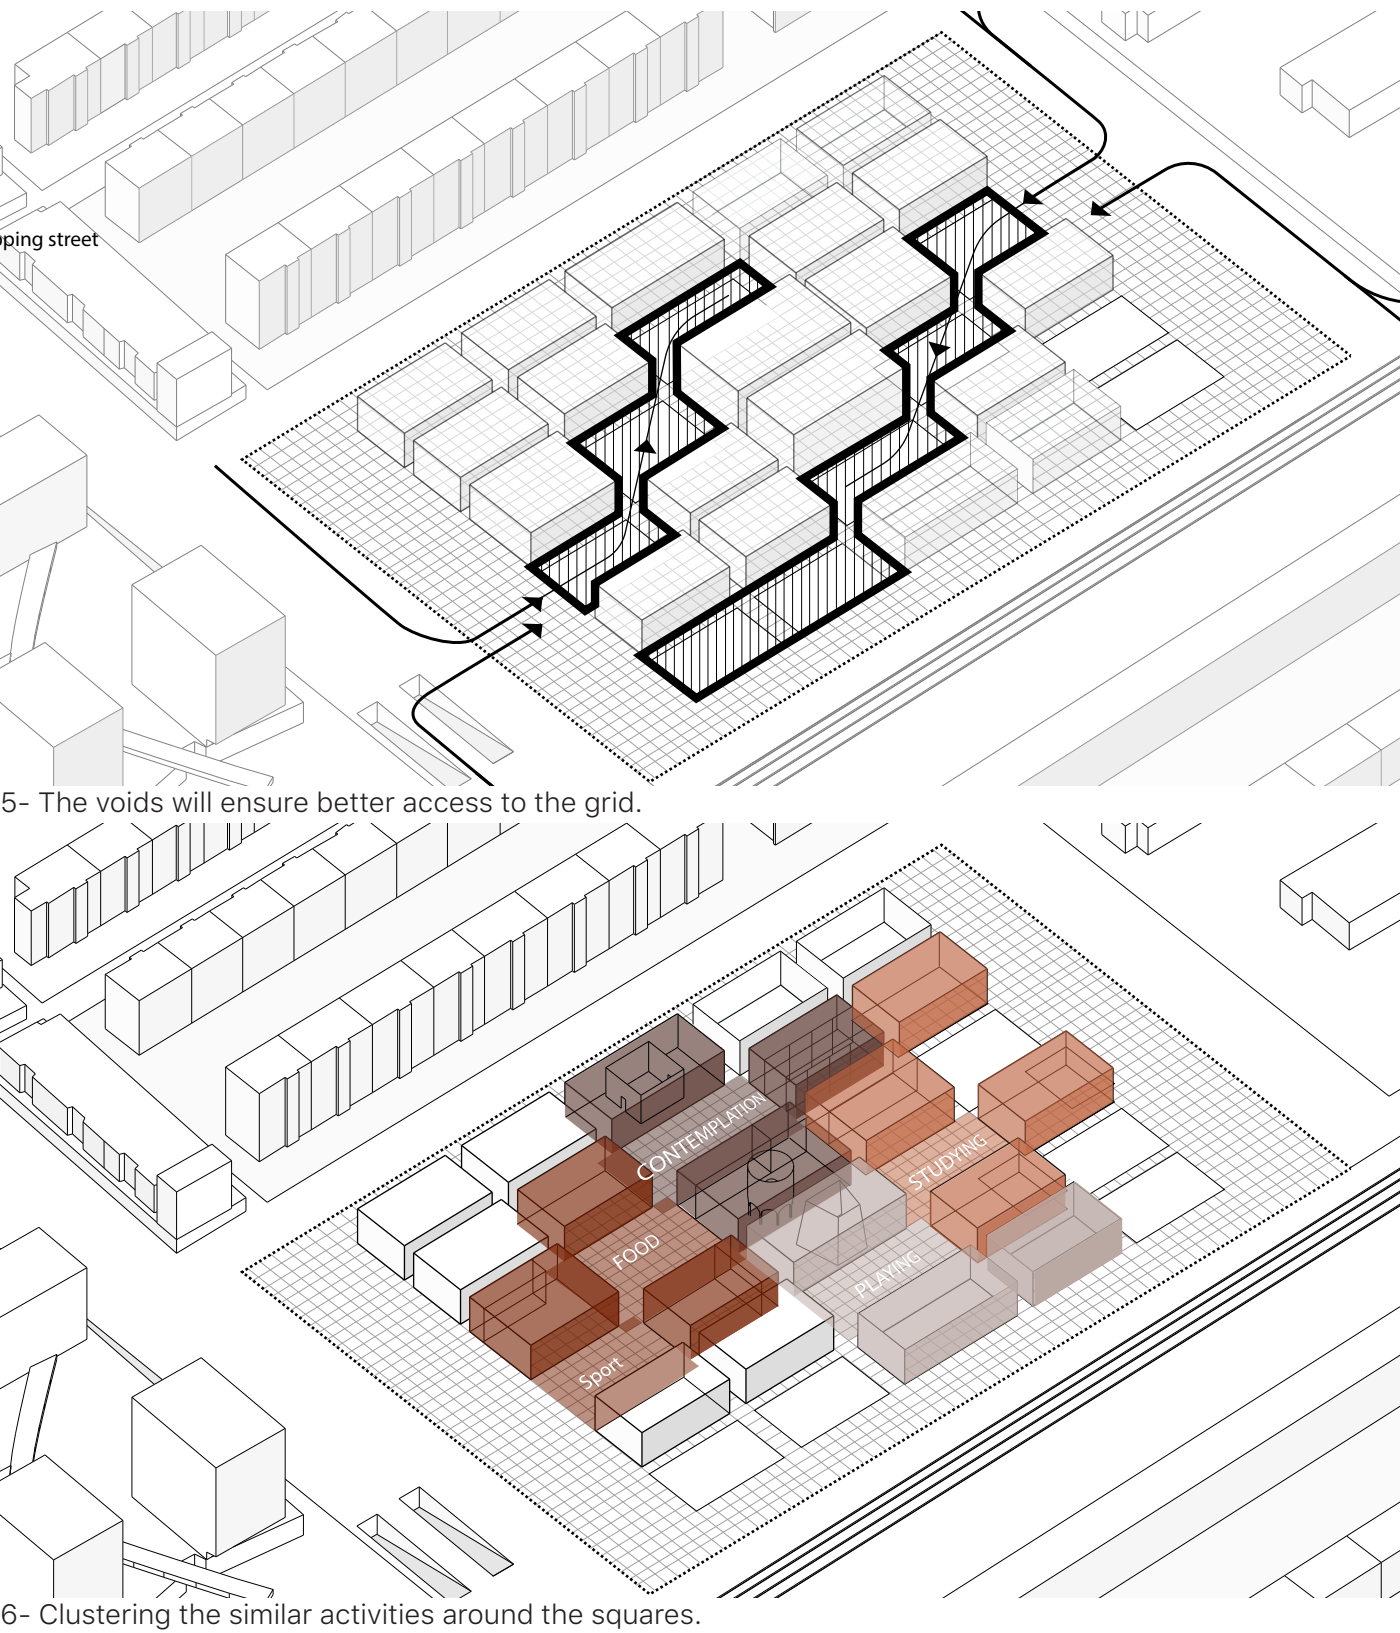 pping street
5- The voids will ensure better access to the grid.
CONTEMPLATION
STUDYING
FOOD
PLAYING
Sport
6- Clustering the similar activities around the squares.